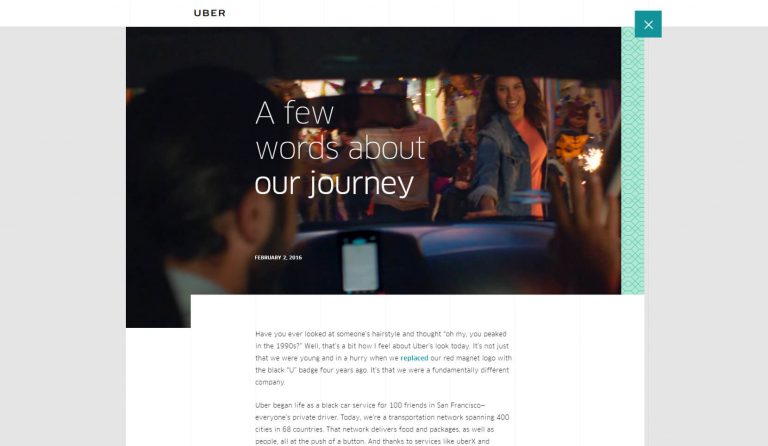 UBER
A few
words about
our journey
FEBRUARY 2, 2016
Have you ever looked at someone's hairstyle and thought "oh my, you peaked
in the 1990s?" Well, that's a bit how I feel about Uber's look today. It's not just
that we were young and in a hurry when we replaced our red magnet logo with
the black "U" badge four years ago. It's that we were a fundamentally different
company.
Uber began life as a black car service for 100 friends in San Francisco—
everyone's private driver. Today, we're a transportation network spanning 400
cities in 68 countries. That network delivers food and packages, as well as
people, all at the push of a button. And thanks to services like uberX and